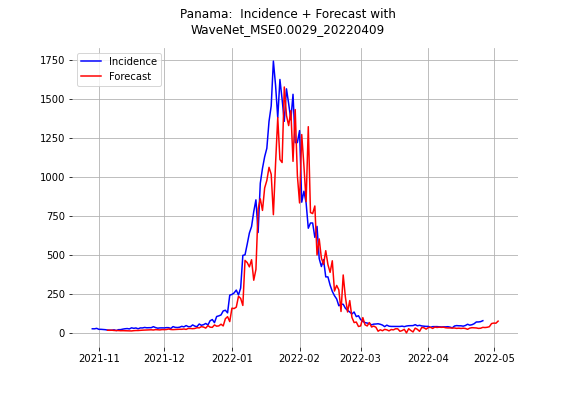 Panama:  Incidence + Forecast with
WaveNet_MSE0.0029_20220409
Incidence
Forecast
1750
1500
1250
1000
750
500
250
0
2021-11 2021-12 2022-01 2022-02 2022-03 2022-04 2022-05